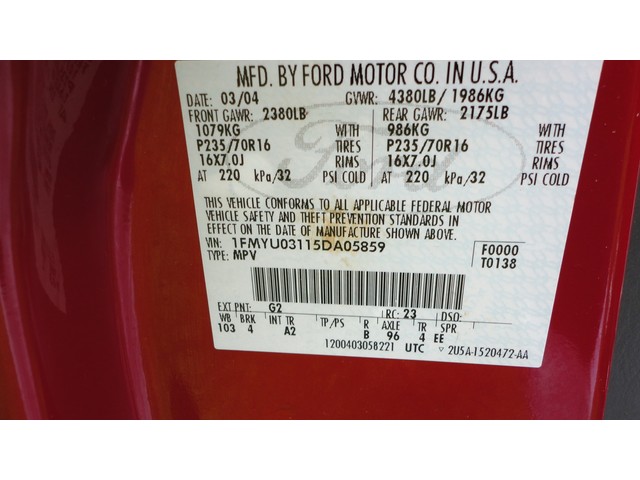 MFD. BY FORD MOTOR CO. IN U.S.A.
DATE: 03/04 GVWR: 4380LB/ 1986KG
FRONT GAWR: 2380LB REAR GAWR: 2175LB
1079KG WITH 986KG WITH
P235/70R16 TIRES P235/70R16 TIRES
16X7.0J RIMS 16X7.0J RIMS
AT 220 kPa/32 PSI COLD AT 220 kPa/32 PSI COLD
Ford
THIS VEHICLE CONFORMS TO ALL APPLICABLE FEDERAL MOTOR
VEHICLE SAFETY AND THEFT PREVENTION STANDARDS IN
EFFECT ON THE DATE OF MANUFACTURE SHOWN ABOVE.
VIN: 1FMYU03115DA05859 F0000
TYPE: MPV T0138
EXT PNT: G2 RC: 23 DSO:
WB BRK INT TR TP/PS R AXLE TR SPR
103 4 A2 B 96 4 EE
1200403058221 UTC 2U5A-1520472-AA